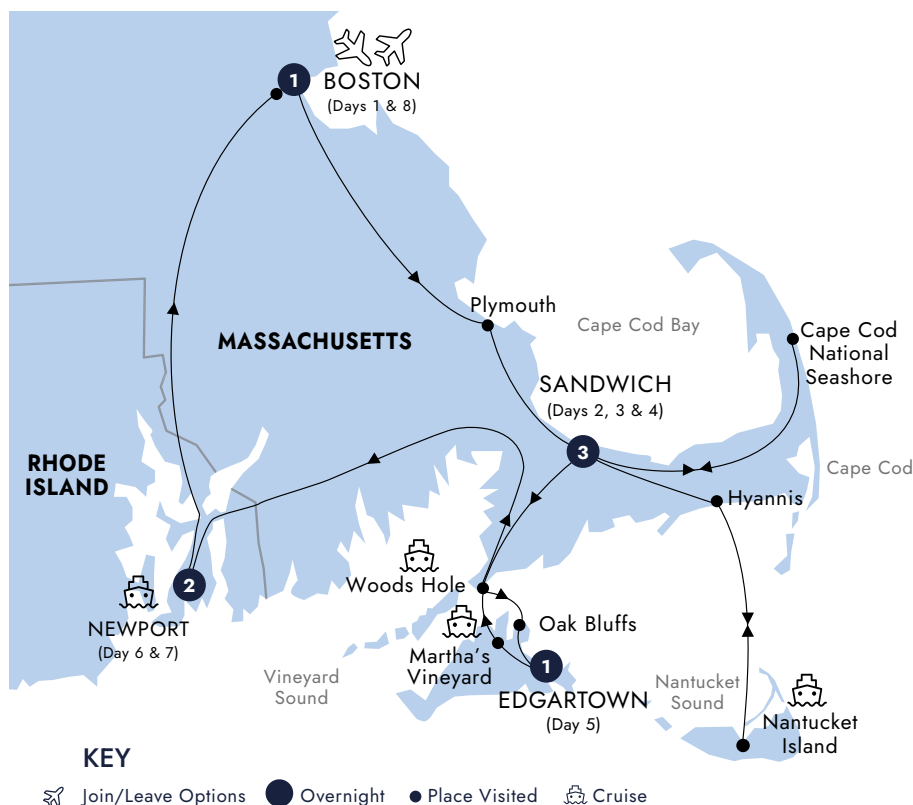 1
BOSTON
(Days 1 & 8)
Plymouth
Cape Cod Bay
Cape Cod
National
Seashore
MASSACHUSETTS
SANDWICH
(Days 2, 3 & 4)
3
RHODE
ISLAND
Cape Cod
Hyannis
Woods Hole
2
NEWPORT
(Day 6 & 7)
Oak Bluffs
Martha's
Vineyard
1
EDGARTOWN
(Day 5)
Vineyard
Sound
Nantucket
Sound
Nantucket
Island
KEY
Join/Leave Options Overnight Place Visited Cruise